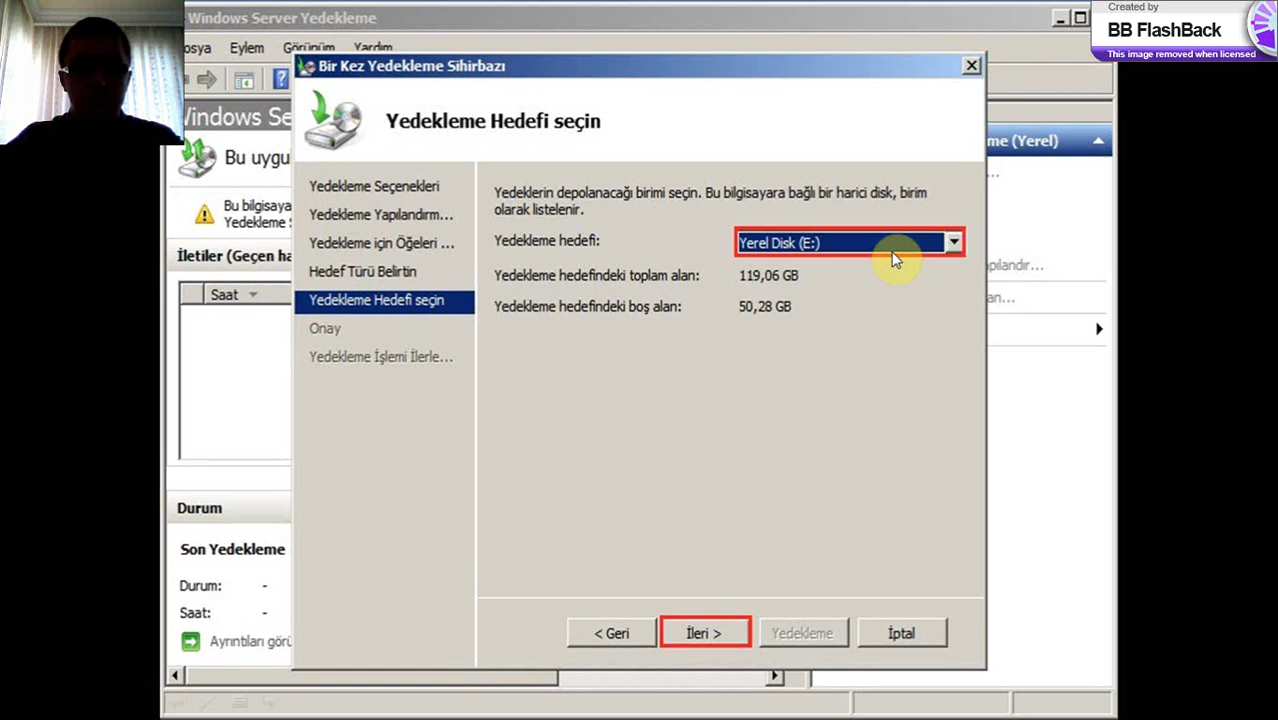 Windows Server Yedekleme
Eylem Görünüm Yardım
Created by
BB FlashBack
This image removed when licensed
Bir Kez Yedekleme Sihirbazı
Yedekleme Hedefi seçin
Bu uygu
Bu bilgisaya
Yedekleme
İletiler (Geçen ha
Saat
Durum
Son Yedekleme
Durum: -
Saat: -
Ayrıntıları görü
Yedekleme Seçenekleri
Yedekleme Yapılandırm...
Yedekleme için Öğeleri ...
Hedef Türü Belirtin
Yedekleme Hedefi seçin
Onay
Yedekleme İşlemi İlerle...
Yedeklerin depolanacağı birimi seçin. Bu bilgisayara bağlı bir harici disk, birim
olarak listelenir.
Yedekleme hedefi: Yerel Disk (E:)
Yedekleme hedefindeki toplam alan: 119,06 GB
Yedekleme hedefindeki boş alan: 50,28 GB
< Geri İleri > Yedekleme İptal
me (Yerel)